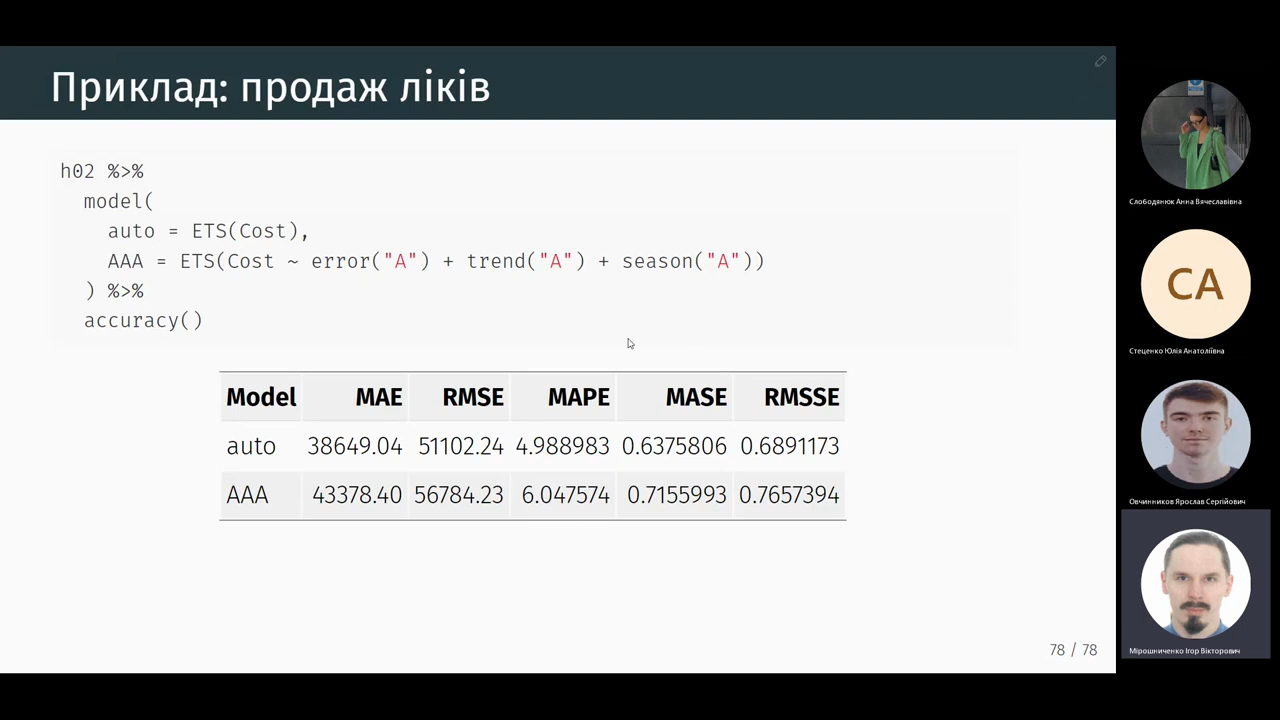 Приклад: продаж ліків
h02 %>%
model(
auto = ETS(Cost),
AAA = ETS(Cost ~ error("A") + trend("A") + season("A"))
) %>%
accuracy()
Model MAE RMSE MAPE MASE RMSSE
auto 38649.04 51102.24 4.988983 0.6375806 0.6891173
AAA 43378.40 56784.23 6.047574 0.7155993 0.7657394
78 / 78
Слободянюк Анна Вячеславівна
СА
Стеценко Юлія Анатоліївна
Овчинников Ярослав Сергійович
Мірошниченко Ігор Вікторович